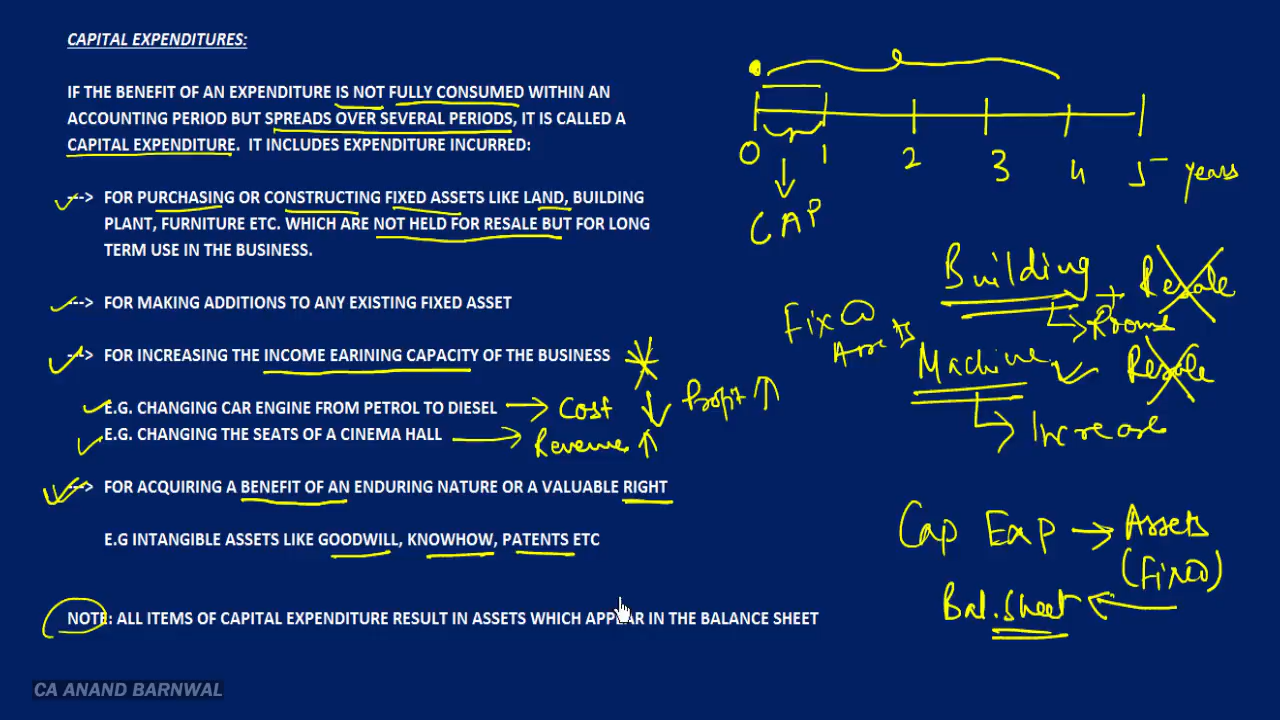 CAPITAL EXPENDITURES:
IF THE BENEFIT OF AN EXPENDITURE IS NOT FULLY CONSUMED WITHIN AN
ACCOUNTING PERIOD BUT SPREADS OVER SEVERAL PERIODS, IT IS CALLED A
CAPITAL EXPENDITURE. IT INCLUDES EXPENDITURE INCURRED:
---> FOR PURCHASING OR CONSTRUCTING FIXED ASSETS LIKE LAND, BUILDING
PLANT, FURNITURE ETC. WHICH ARE NOT HELD FOR RESALE BUT FOR LONG
TERM USE IN THE BUSINESS.
---> FOR MAKING ADDITIONS TO ANY EXISTING FIXED ASSET
---> FOR INCREASING THE INCOME EARINING CAPACITY OF THE BUSINESS
E.G. CHANGING CAR ENGINE FROM PETROL TO DIESEL → Cost ↓
E.G. CHANGING THE SEATS OF A CINEMA HALL → Revenue ↑
Profit ↑
---> FOR ACQUIRING A BENEFIT OF AN ENDURING NATURE OR A VALUABLE RIGHT
E.G INTANGIBLE ASSETS LIKE GOODWILL, KNOWHOW, PATENTS ETC
NOTE: ALL ITEMS OF CAPITAL EXPENDITURE RESULT IN ASSETS WHICH APPEAR IN THE BALANCE SHEET
0 1 2 3 4 5 years
CAP
Building Resale
+ Rooms
Fix
Assets
Machine Resale
Increase
Cap Exp → Assets
(Fixed)
Bal. Sheet ←
CA ANAND BARNWAL